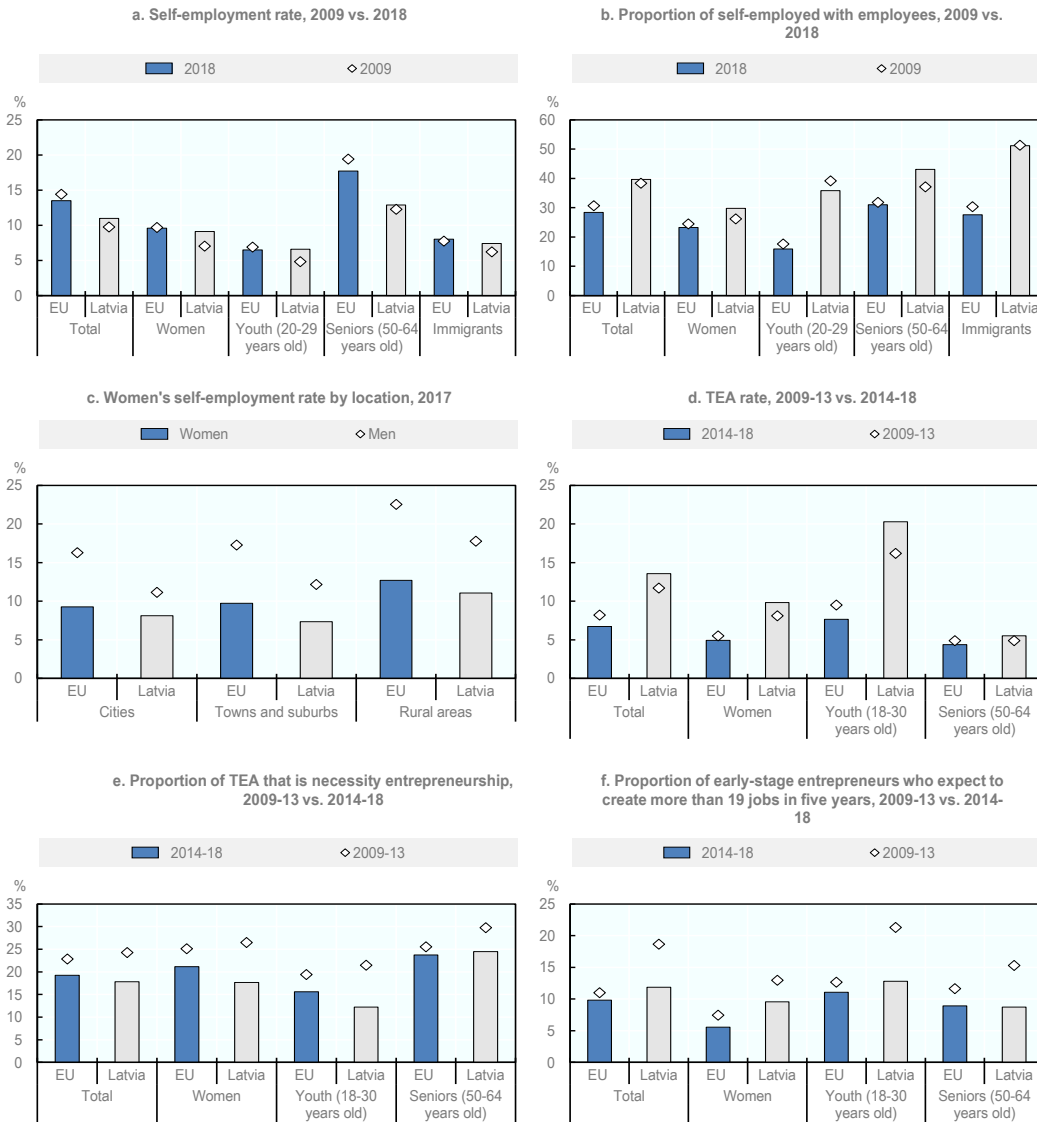 a. Self-employment rate, 2009 vs. 2018
2018 2009
%
25
20
15
10
5
0
EU Latvia EU Latvia EU Latvia EU Latvia EU Latvia
Total Women Youth (20-29 years old) Seniors (50-64 years old) Immigrants
b. Proportion of self-employed with employees, 2009 vs.
2018
2018 2009
%
60
50
40
30
20
10
0
EU Latvia EU Latvia EU Latvia EU Latvia EU Latvia
Total Women Youth (20-29 years old) Seniors (50-64 years old) Immigrants
c. Women's self-employment rate by location, 2017
Women Men
%
25
20
15
10
5
0
EU Latvia EU Latvia EU Latvia
Cities Towns and suburbs Rural areas
d. TEA rate, 2009-13 vs. 2014-18
2014-18 2009-13
%
25
20
15
10
5
0
EU Latvia EU Latvia EU Latvia EU Latvia
Total Women Youth (18-30 years old) Seniors (50-64 years old)
e. Proportion of TEA that is necessity entrepreneurship,
2009-13 vs. 2014-18
2014-18 2009-13
%
35
30
25
20
15
10
5
0
EU Latvia EU Latvia EU Latvia EU Latvia
Total Women Youth (18-30 years old) Seniors (50-64 years old)
f. Proportion of early-stage entrepreneurs who expect to
create more than 19 jobs in five years, 2009-13 vs. 2014-
18
2014-18 2009-13
%
25
20
15
10
5
0
EU Latvia EU Latvia EU Latvia EU Latvia
Total Women Youth (18-30 years old) Seniors (50-64 years old)